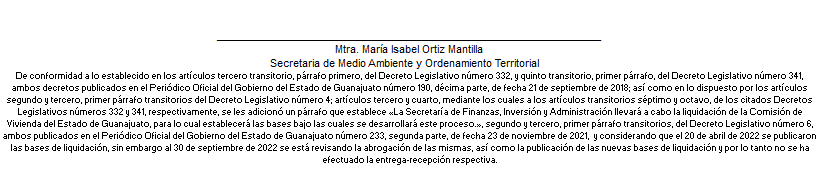 Mtra. María Isabel Ortiz Mantilla
Secretaria de Medio Ambiente y Ordenamiento Territorial
De conformidad a lo establecido en los artículos tercero transitorio, párrafo primero, del Decreto Legislativo número 332, y quinto transitorio, primer párrafo, del Decreto Legislativo número 341,
ambos decretos publicados en el Periódico Oficial del Gobierno del Estado de Guanajuato número 190, décima parte, de fecha 21 de septiembre de 2018; así como en lo dispuesto por los artículos
segundo y tercero, primer párrafo transitorios del Decreto Legislativo número 4; artículos tercero y cuarto, mediante los cuales a los artículos transitorios séptimo y octavo, de los citados Decretos
Legislativos números 332 y 341, respectivamente, se les adicionó un párrafo que establece «La Secretaría de Finanzas, Inversión y Administración llevará a cabo la liquidación de la Comisión de
Vivienda del Estado de Guanajuato, para lo cual establecerá las bases bajo las cuales se desarrollará este proceso.», segundo y tercero, primer párrafo transitorios, del Decreto Legislativo número 6,
ambos publicados en el Periódico Oficial del Gobierno del Estado de Guanajuato número 233, segunda parte, de fecha 23 de noviembre de 2021, y considerando que el 20 de abril de 2022 se publicaron
las bases de liquidación, sin embargo al 30 de septiembre de 2022 se está revisando la abrogación de las mismas, así como la publicación de las nuevas bases de liquidación y por lo tanto no se ha
efectuado la entrega-recepción respectiva.